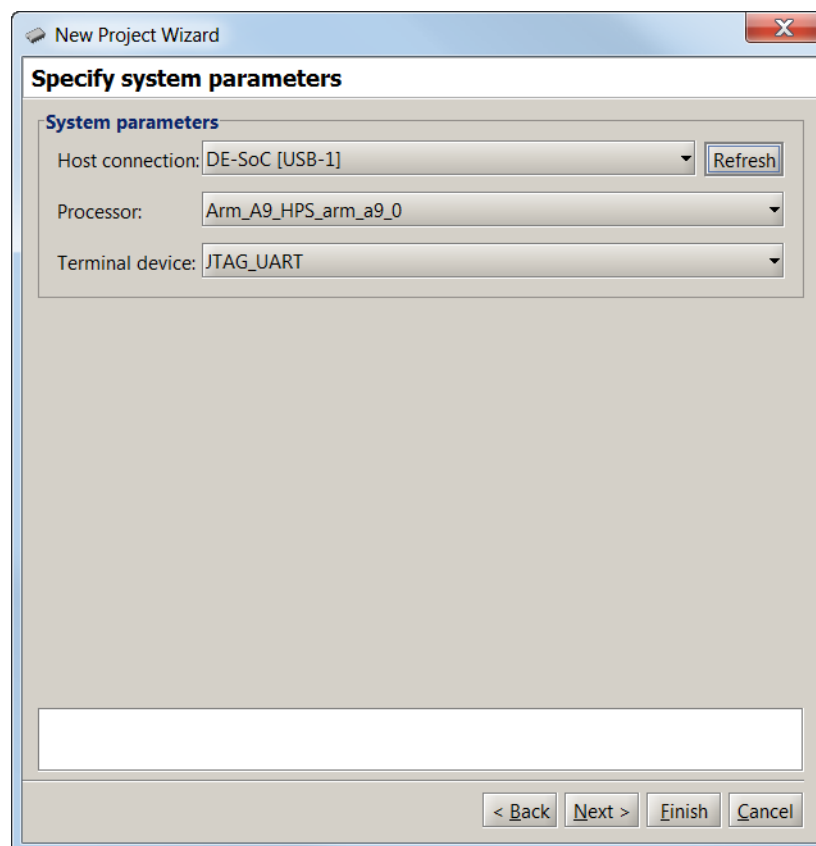 New Project Wizard
Specify system parameters
System parameters
Host connection: DE-SoC [USB-1] Refresh
Processor: Arm_A9_HPS_arm_a9_0
Terminal device: JTAG_UART
< Back Next > Finish Cancel